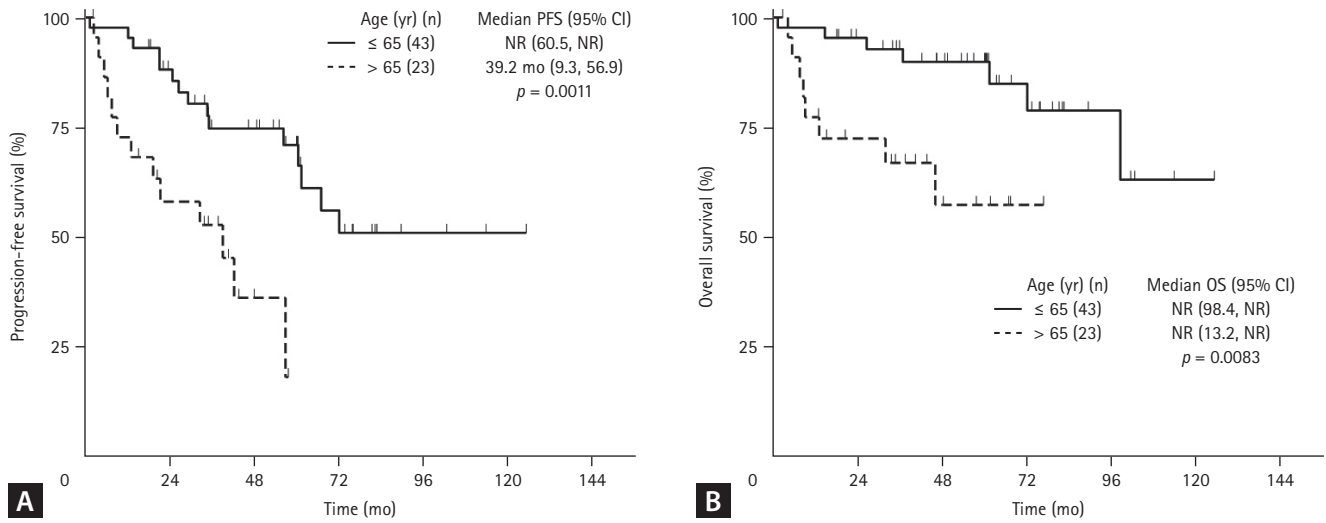 Age (yr) (n) Median PFS (95% CI)
≤ 65 (43) NR (60.5, NR)
> 65 (23) 39.2 mo (9.3, 56.9)
p = 0.0011
Progression-free survival (%)
100
75
50
25
0
24 48 72 96 120 144
Time (mo)
A
Age (yr) (n) Median OS (95% CI)
≤ 65 (43) NR (98.4, NR)
> 65 (23) NR (13.2, NR)
p = 0.0083
Overall survival (%)
100
75
50
25
0
24 48 72 96 120 144
Time (mo)
B